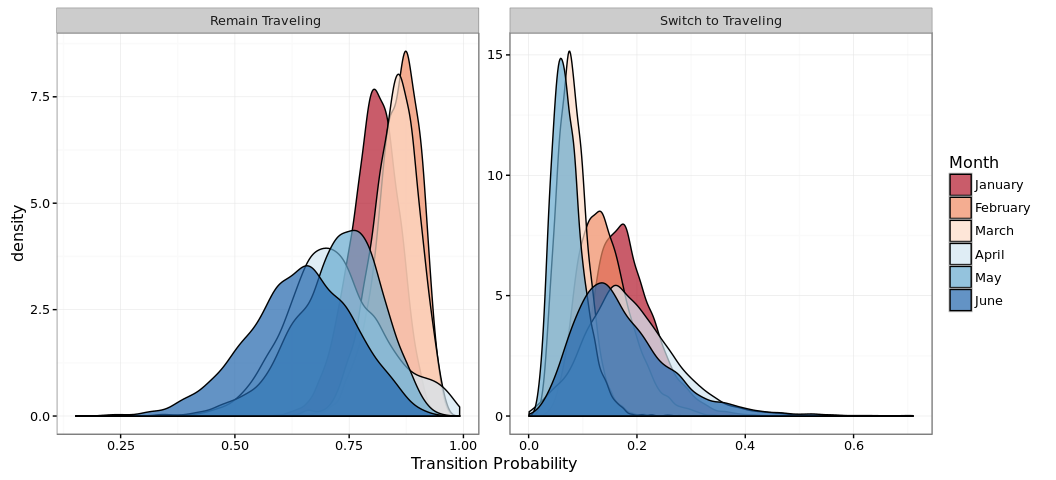 Remain Traveling
Switch to Traveling
density
7.5
5.0
2.5
0.0
15
10
5
0
0.25 0.50 0.75 1.00
0.0 0.2 0.4 0.6
Transition Probability
Month
January
February
March
April
May
June